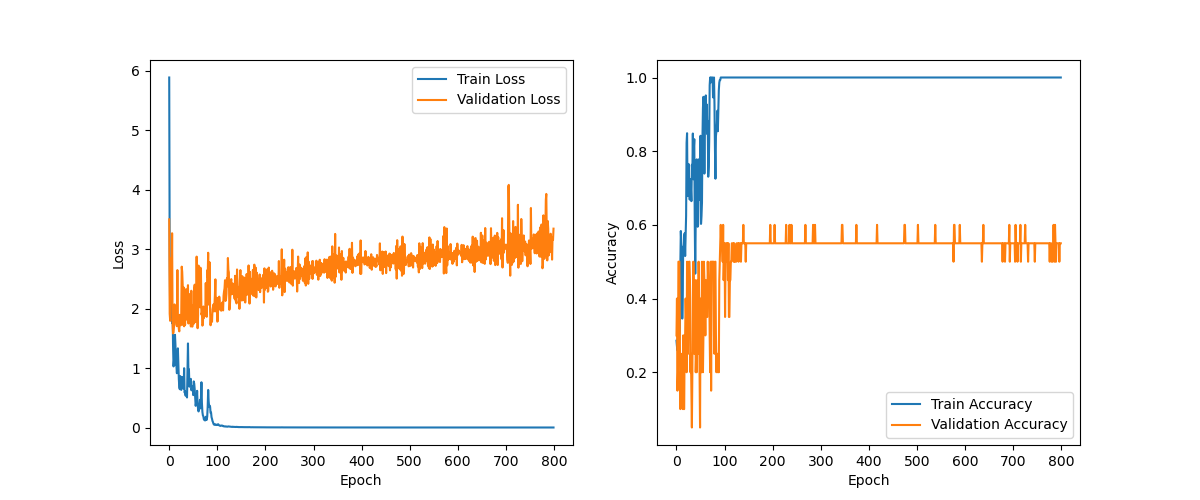 Train Loss
Validation Loss
6
5
4
3
2
1
0
Loss
0 100 200 300 400 500 600 700 800
Epoch
1.0
0.8
0.6
0.4
0.2
Accuracy
Train Accuracy
Validation Accuracy
0 100 200 300 400 500 600 700 800
Epoch